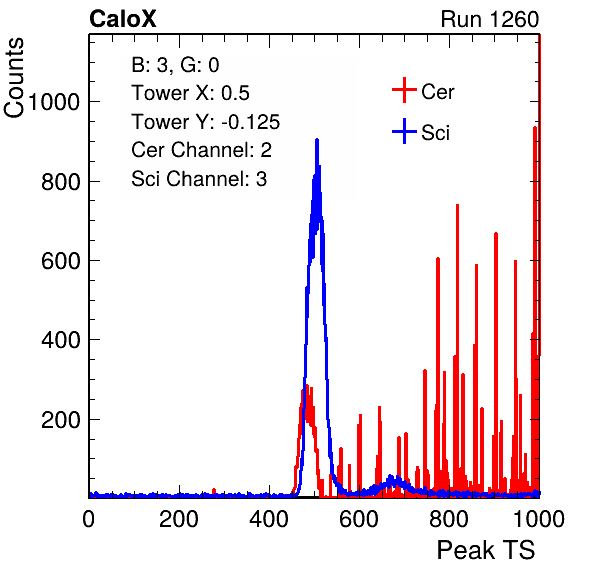 CaloX
Run 1260
Counts
B: 3, G: 0
Tower X: 0.5
Tower Y: -0.125
Cer Channel: 2
Sci Channel: 3
Cer
Sci
1000
800
600
400
200
0 200 400 600 800 1000
Peak TS